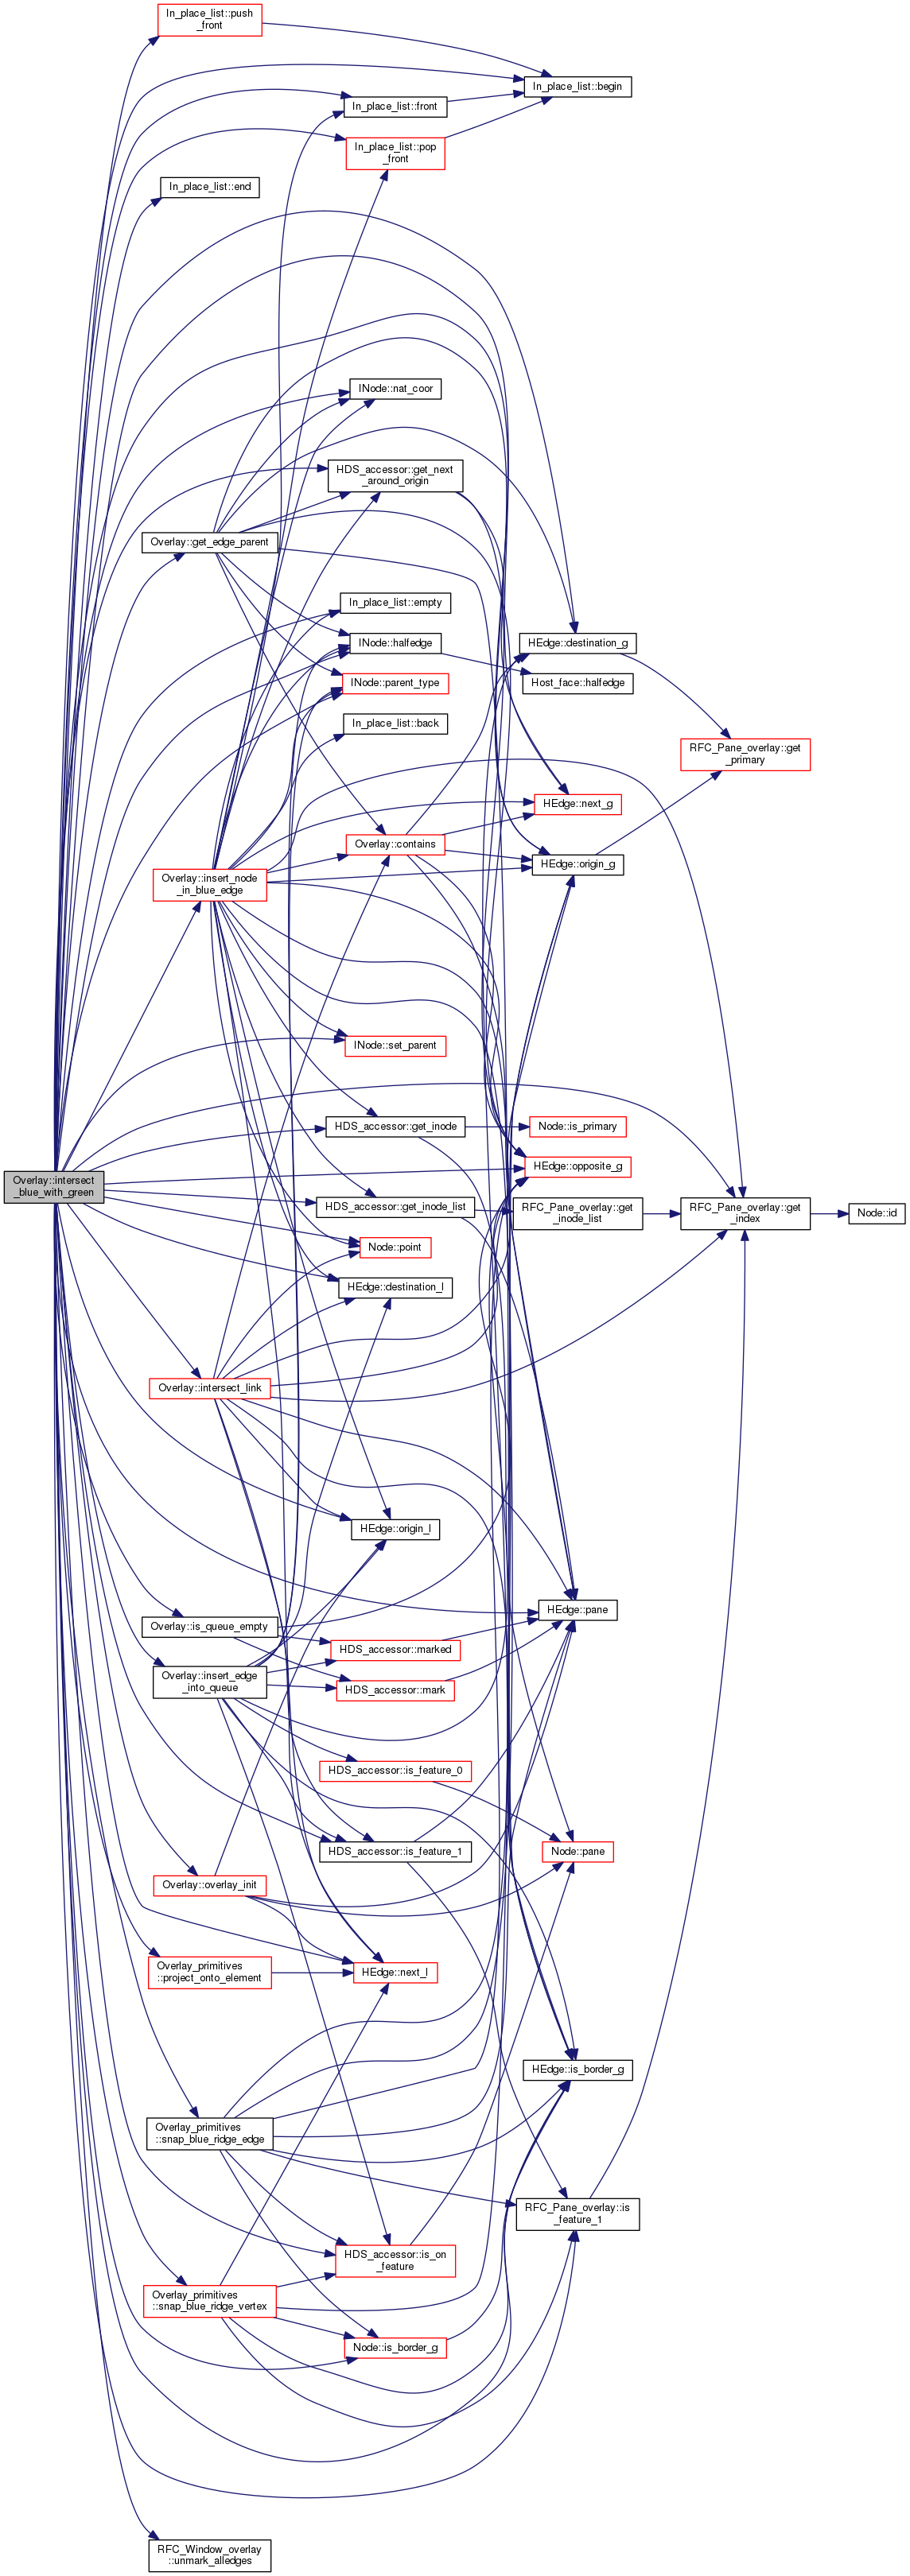 In_place_list::push
_front
In_place_list::begin
In_place_list::front
In_place_list::pop
_front
In_place_list::end
INode::nat_coor
HDS_accessor::get_next
_around_origin
Overlay::get_edge_parent
In_place_list::empty
INode::halfedge
HEdge::destination_g
Host_face::halfedge
INode::parent_type
In_place_list::back
RFC_Pane_overlay::get
_primary
HEdge::next_g
Overlay::contains
HEdge::origin_g
Overlay::insert_node
_in_blue_edge
INode::set_parent
HDS_accessor::get_inode
Node::is_primary
HEdge::opposite_g
Overlay::intersect
_blue_with_green
HDS_accessor::get_inode_list
RFC_Pane_overlay::get
_inode_list
RFC_Pane_overlay::get
_index
Node::id
Node::point
HEdge::destination_l
Overlay::intersect_link
HEdge::origin_l
HEdge::pane
Overlay::is_queue_empty
HDS_accessor::marked
Overlay::insert_edge
_into_queue
HDS_accessor::mark
HDS_accessor::is_feature_0
HDS_accessor::is_feature_1
Node::pane
Overlay::overlay_init
Overlay_primitives
::project_onto_element
HEdge::next_l
HEdge::is_border_g
Overlay_primitives
::snap_blue_ridge_edge
RFC_Pane_overlay::is
_feature_1
HDS_accessor::is_on
_feature
Overlay_primitives
::snap_blue_ridge_vertex
Node::is_border_g
RFC_Window_overlay
::unmark_alledges